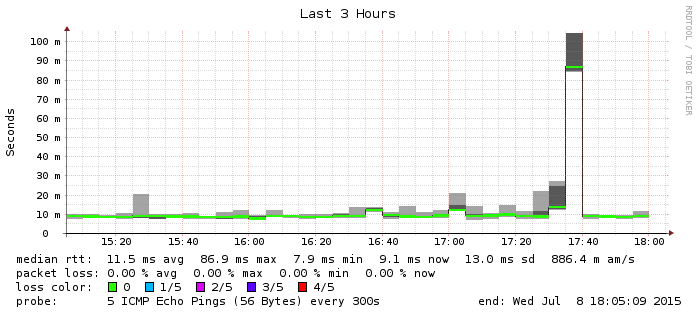 Last 3 Hours
RRDTOOL / TOBI OETIKER
Seconds
100 m
90 m
80 m
70 m
60 m
50 m
40 m
30 m
20 m
10 m
0
15:20 15:40 16:00 16:20 16:40 17:00 17:20 17:40 18:00
median rtt: 11.5 ms avg 86.9 ms max 7.9 ms min 9.1 ms now 13.0 ms sd 886.4 m am/s
packet loss: 0.00 % avg 0.00 % max 0.00 % min 0.00 % now
loss color: 0 1/5 2/5 3/5 4/5
probe: 5 ICMP Echo Pings (56 Bytes) every 300s end: Wed Jul 8 18:05:09 2015